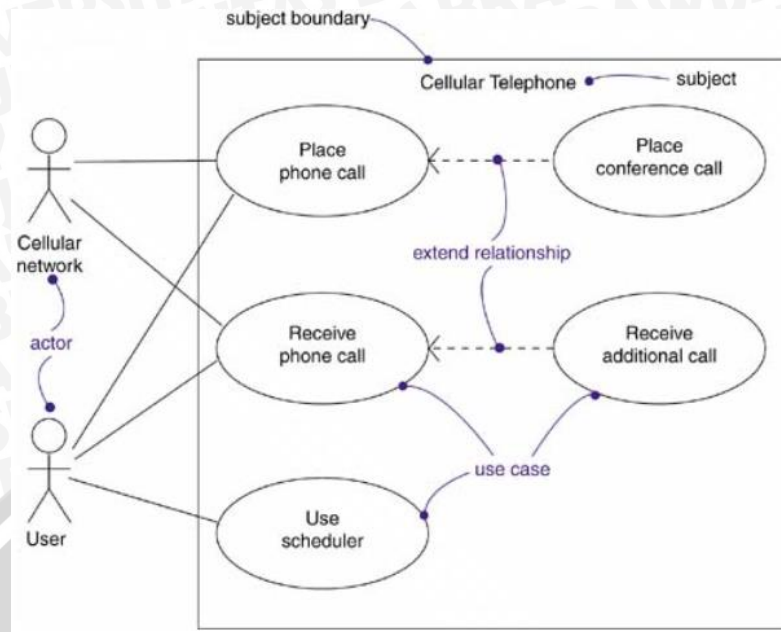 subject boundary
Cellular Telephone
subject
Place
phone call
Place
conference call
Cellular
network
extend relationship
actor
Receive
phone call
Receive
additional call
use case
Use
scheduler
User